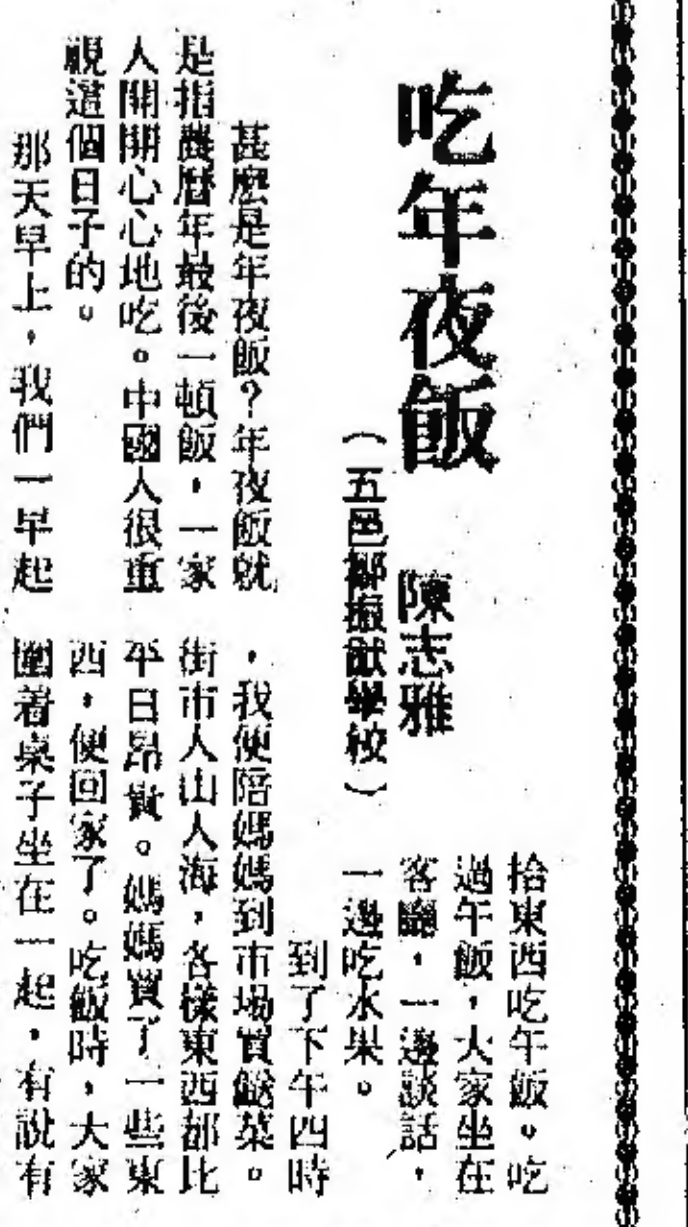 吃年夜飯
陳志雅
(五邑鄒振猷學校)
甚麼是年夜飯?年夜飯就
是指農曆年最後一頓飯,一家
人開開心心地吃。中國人很重
視這個日子的。
那天早上,我們一早起
拾東西吃午飯。吃
過午飯,大家坐在
客廳,一邊談話,
一邊吃水果。
到了下午四時
,我便陪媽媽到市場買餸菜。
街市人山人海,各樣東西都比
平日昂貴。媽媽買了一些東
西,便回家了。吃飯時,大家
圍着桌子坐在一起,有說有